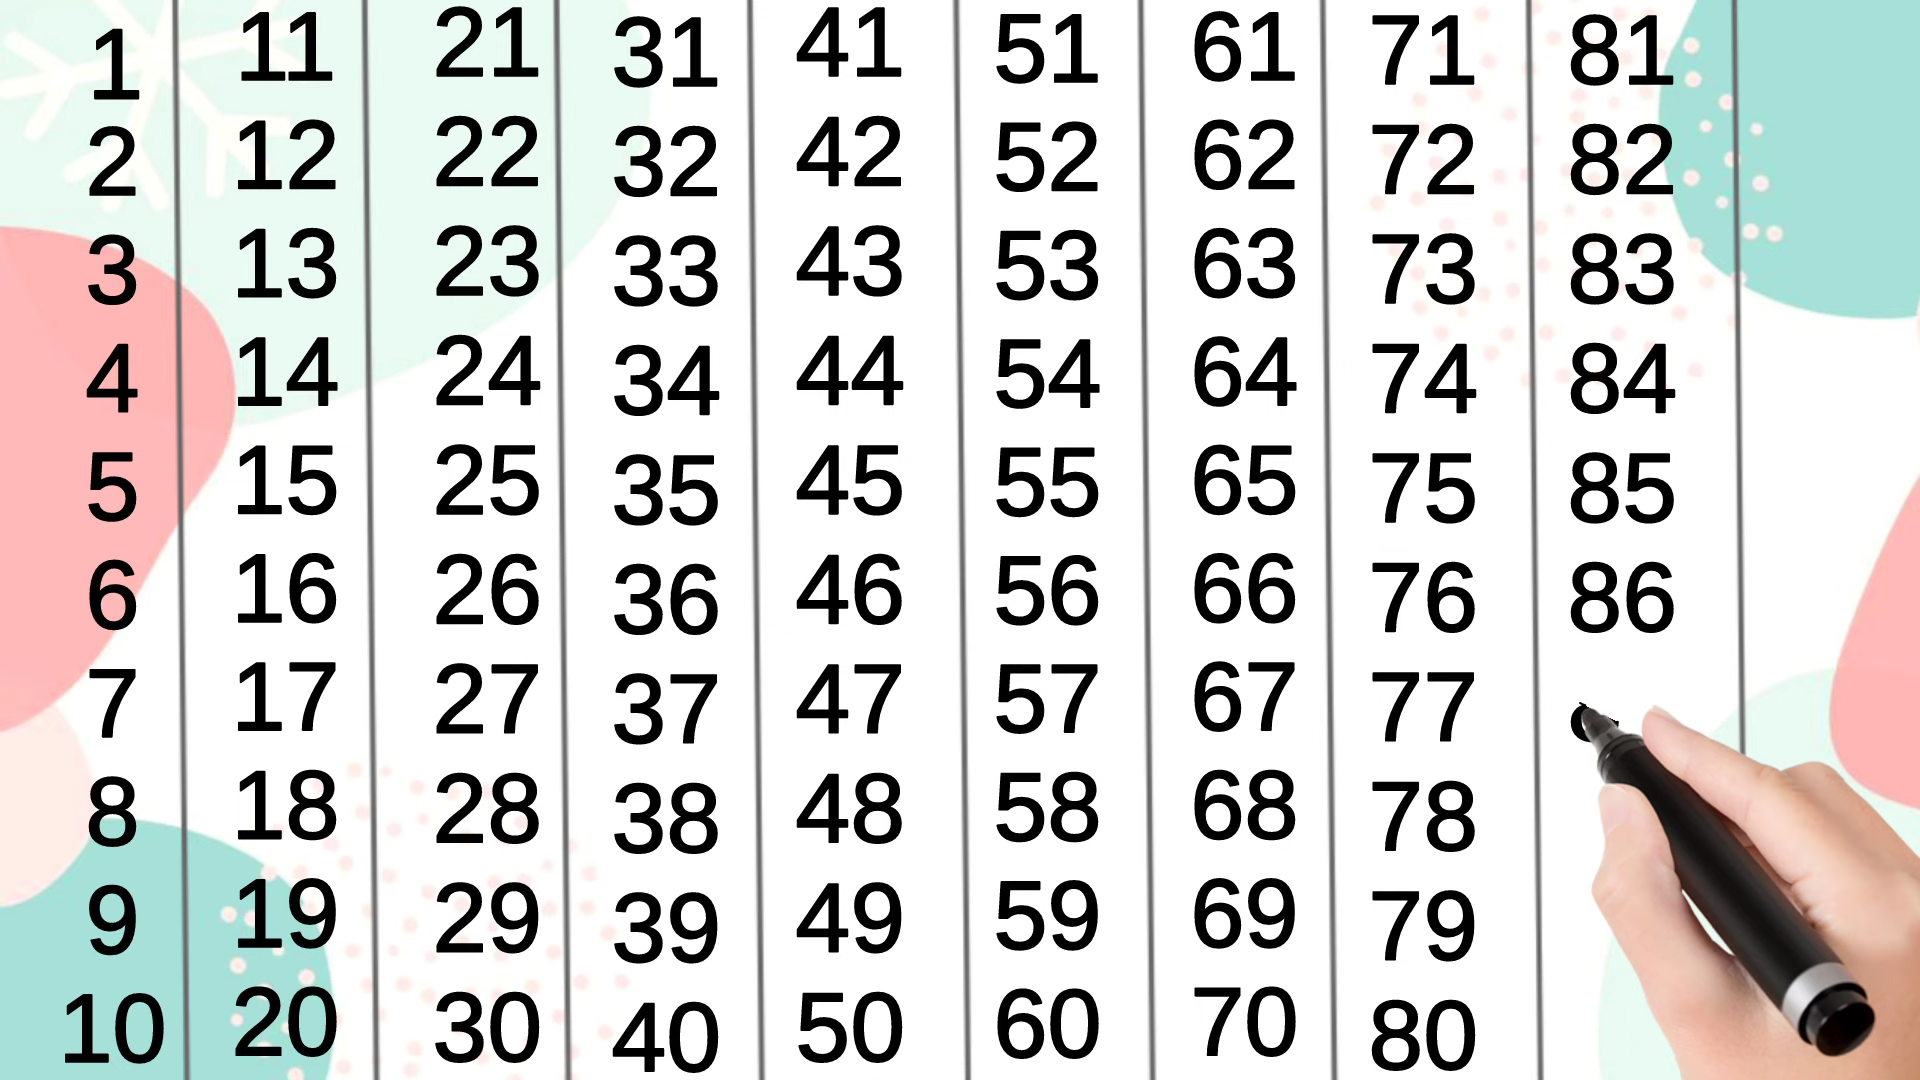 1 11 21 31 41 51 61 71 81
2 12 22 32 42 52 62 72 82
3 13 23 33 43 53 63 73 83
4 14 24 34 44 54 64 74 84
5 15 25 35 45 55 65 75 85
6 16 26 36 46 56 66 76 86
7 17 27 37 47 57 67 77
8 18 28 38 48 58 68 78
9 19 29 39 49 59 69 79
10 20 30 40 50 60 70 80